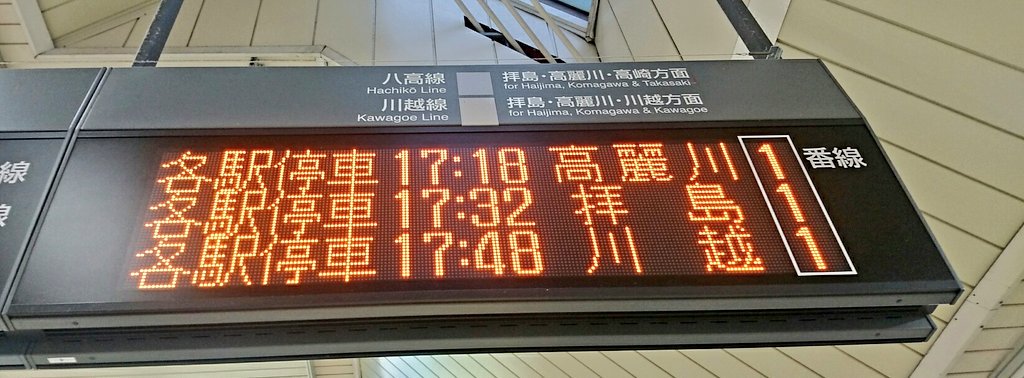 八高線 拝島・高麗川・高崎方面
Hachikō Line for Haijima, Komagawa & Takasaki
川越線 拝島・高麗川・川越方面
Kawagoe Line for Haijima, Komagawa & Kawagoe
各駅停車 17:18 高麗川 1 番線
各駅停車 17:32 拝島 1
各駅停車 17:48 川越 1
線
線